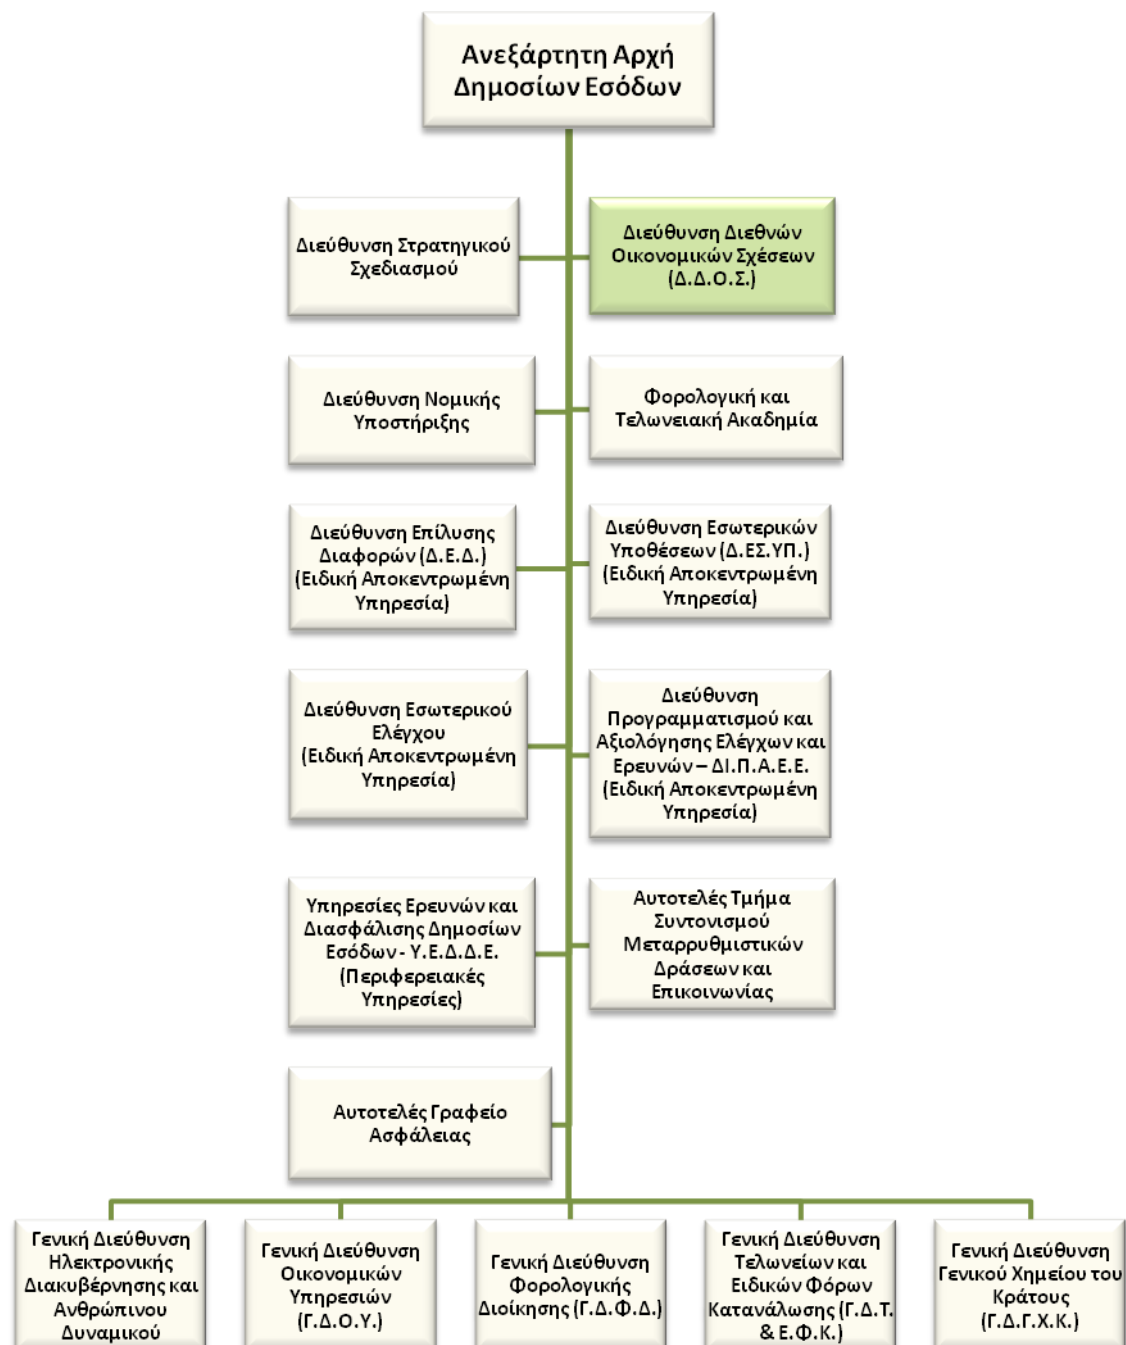 Ανεξάρτητη Αρχή
Δημοσίων Εσόδων
Διεύθυνση Στρατηγικού
Σχεδιασμού
Διεύθυνση Διεθνών
Οικονομικών Σχέσεων
(Δ.Δ.Ο.Σ.)
Διεύθυνση Νομικής
Υποστήριξης
Φορολογική και
Τελωνειακή Ακαδημία
Διεύθυνση Επίλυσης
Διαφορών (Δ.Ε.Δ.)
(Ειδική Αποκεντρωμένη
Υπηρεσία)
Διεύθυνση Εσωτερικών
Υποθέσεων (Δ.ΕΣ.ΥΠ.)
(Ειδική Αποκεντρωμένη
Υπηρεσία)
Διεύθυνση Εσωτερικού
Ελέγχου
(Ειδική Αποκεντρωμένη
Υπηρεσία)
Διεύθυνση
Προγραμματισμού και
Αξιολόγησης Ελέγχων και
Ερευνών – ΔΙ.Π.Α.Ε.Ε.
(Ειδική Αποκεντρωμένη
Υπηρεσία)
Υπηρεσίες Ερευνών και
Διασφάλισης Δημοσίων
Εσόδων - Υ.Ε.Δ.Δ.Ε.
(Περιφερειακές
Υπηρεσίες)
Αυτοτελές Τμήμα
Συντονισμού
Μεταρρυθμιστικών
Δράσεων και
Επικοινωνίας
Αυτοτελές Γραφείο
Ασφάλειας
Γενική Διεύθυνση
Ηλεκτρονικής
Διακυβέρνησης και
Ανθρώπινου
Δυναμικού
Γενική Διεύθυνση
Οικονομικών
Υπηρεσιών
(Γ.Δ.Ο.Υ.)
Γενική Διεύθυνση
Φορολογικής
Διοίκησης (Γ.Δ.Φ.Δ.)
Γενική Διεύθυνση
Τελωνείων και
Ειδικών Φόρων
Κατανάλωσης (Γ.Δ.Τ.
& Ε.Φ.Κ.)
Γενική Διεύθυνση
Γενικού Χημείου του
Κράτους
(Γ.Δ.Γ.Χ.Κ.)